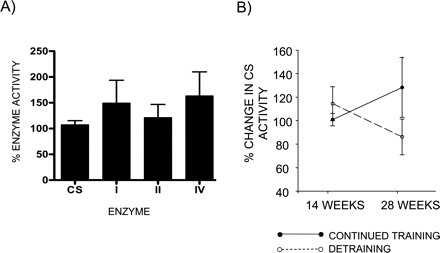 A)
% ENZYME ACTIVITY
250
200
150
100
50
0
CS I II IV
ENZYME
B)
% CHANGE IN CS
ACTIVITY
160
140
120
100
80
60
40
14 WEEKS 28 WEEKS
CONTINUED TRAINING
DETRAINING